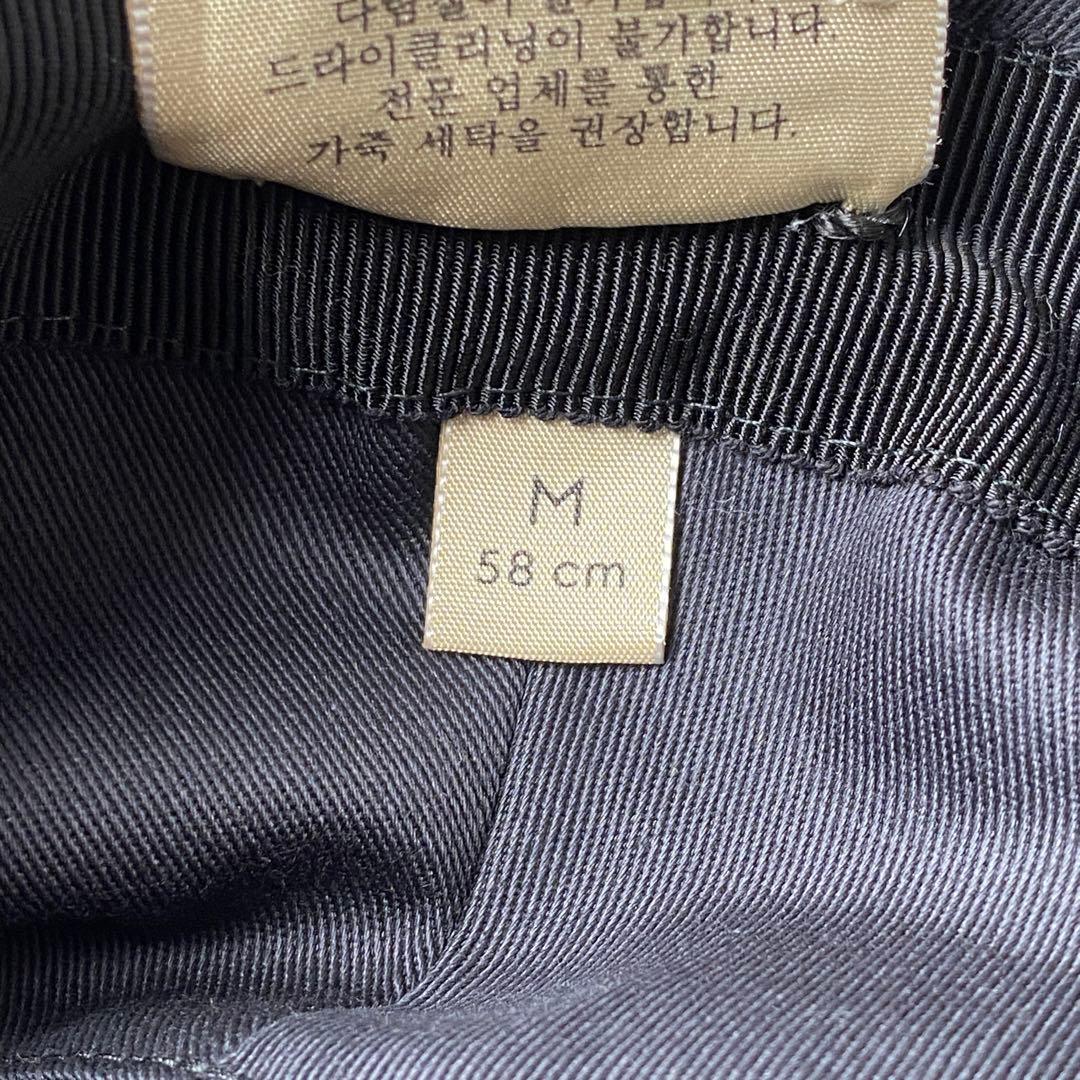 드라이클리닝이 불가합니다.
전문 업체를 통한
가죽 세탁을 권장합니다.
M
58 cm